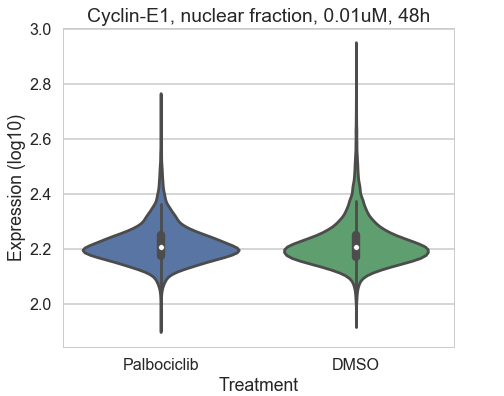 Cyclin-E1, nuclear fraction, 0.01uM, 48h
3.0
2.8
2.6
2.4
2.2
2.0
Expression (log10)
Palbociclib
DMSO
Treatment